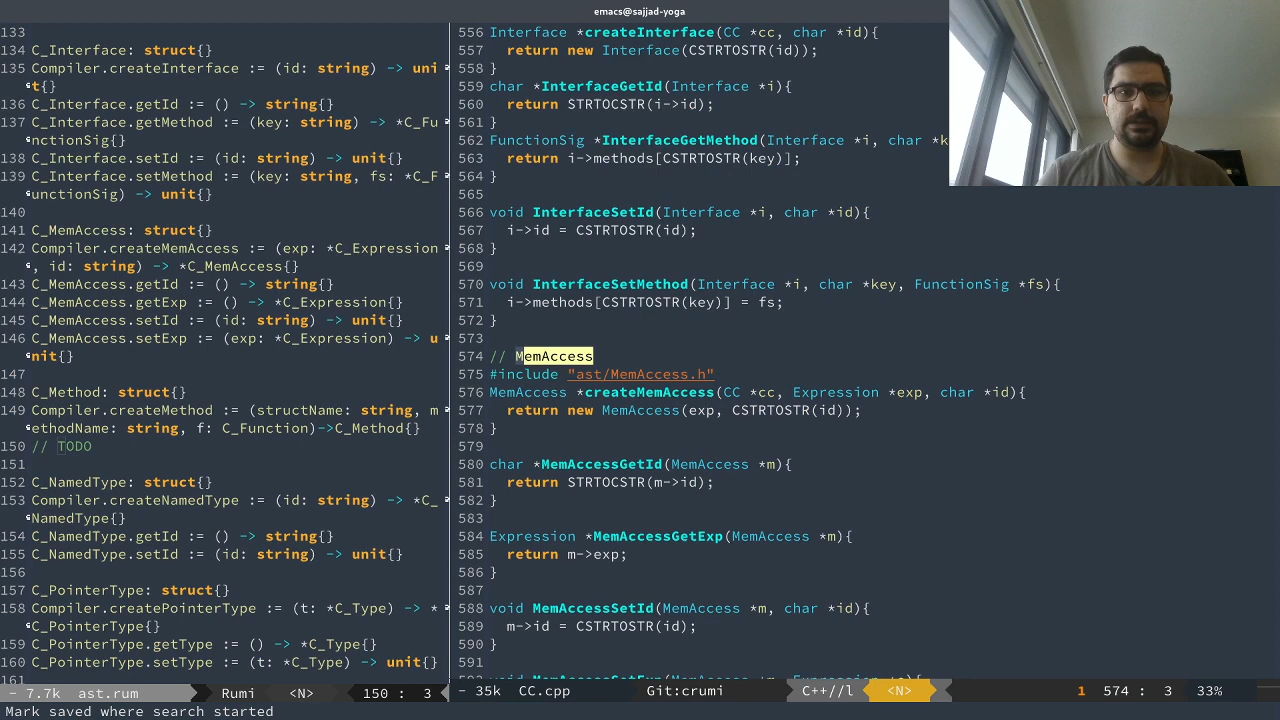 emacs@sajjad-yoga
133
134 C_Interface: struct{}
135 Compiler.createInterface := (id: string) -> uni
t{}
136 C_Interface.getId := () -> string{}
137 C_Interface.getMethod := (key: string) -> *C_Fu
nctionSig{}
138 C_Interface.setId := (id: string) -> unit{}
139 C_Interface.setMethod := (key: string, fs: *C_F
unctionSig) -> unit{}
140
141 C_MemAccess: struct{}
142 Compiler.createMemAccess := (exp: *C_Expression
, id: string) -> *C_MemAccess{}
143 C_MemAccess.getId := () -> string{}
144 C_MemAccess.getExp := () -> *C_Expression{}
145 C_MemAccess.setId := (id: string) -> unit{}
146 C_MemAccess.setExp := (exp: *C_Expression) -> u
nit{}
147
148 C_Method: struct{}
149 Compiler.createMethod := (structName: string, m
ethodName: string, f: C_Function)->C_Method{}
150 // TODO
151
152 C_NamedType: struct{}
153 Compiler.createNamedType := (id: string) -> *C_
NamedType{}
154 C_NamedType.getId := () -> string{}
155 C_NamedType.setId := (id: string) -> unit{}
156
157 C_PointerType: struct{}
158 Compiler.createPointerType := (t: *C_Type) -> *
C_PointerType{}
159 C_PointerType.getType := () -> *C_Type{}
160 C_PointerType.setType := (t: *C_Type) -> unit{}
161
- 7.7k ast.rum Rumi <N> 150 : 3
556 Interface *createInterface(CC *cc, char *id){
557 return new Interface(CSTRTOSTR(id));
558 }
559 char *InterfaceGetId(Interface *i){
560 return STRTOCSTR(i->id);
561 }
562 FunctionSig *InterfaceGetMethod(Interface *i, char *k
563 return i->methods[CSTRTOSTR(key)];
564 }
565
566 void InterfaceSetId(Interface *i, char *id){
567 i->id = CSTRTOSTR(id);
568 }
569
570 void InterfaceSetMethod(Interface *i, char *key, FunctionSig *fs){
571 i->methods[CSTRTOSTR(key)] = fs;
572 }
573
574 // MemAccess
575 #include "ast/MemAccess.h"
576 MemAccess *createMemAccess(CC *cc, Expression *exp, char *id){
577 return new MemAccess(exp, CSTRTOSTR(id));
578 }
579
580 char *MemAccessGetId(MemAccess *m){
581 return STRTOCSTR(m->id);
582 }
583
584 Expression *MemAccessGetExp(MemAccess *m){
585 return m->exp;
586 }
587
588 void MemAccessSetId(MemAccess *m, char *id){
589 m->id = CSTRTOSTR(id);
590 }
591
- 35k CC.cpp Git:crumi C++//l <N> 1 574 : 3 33%
Mark saved where search started